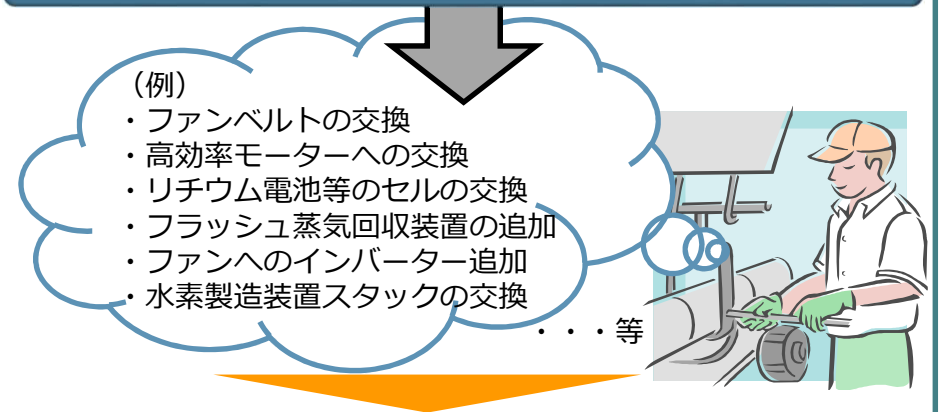 （例）
・ファンベルトの交換
・高効率モーターへの交換
・リチウム電池等のセルの交換
・フラッシュ蒸気回収装置の追加
・ファンへのインバーター追加
・水素製造装置スタックの交換
・・・等